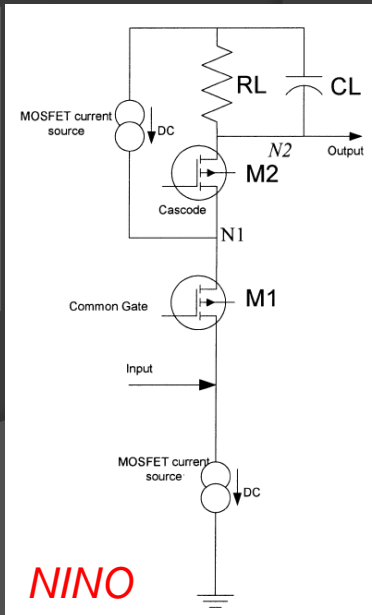 RL
CL
MOSFET current
source
DC
N2
Output
M2
Cascode
N1
M1
Common Gate
Input
MOSFET current
source
DC
NINO